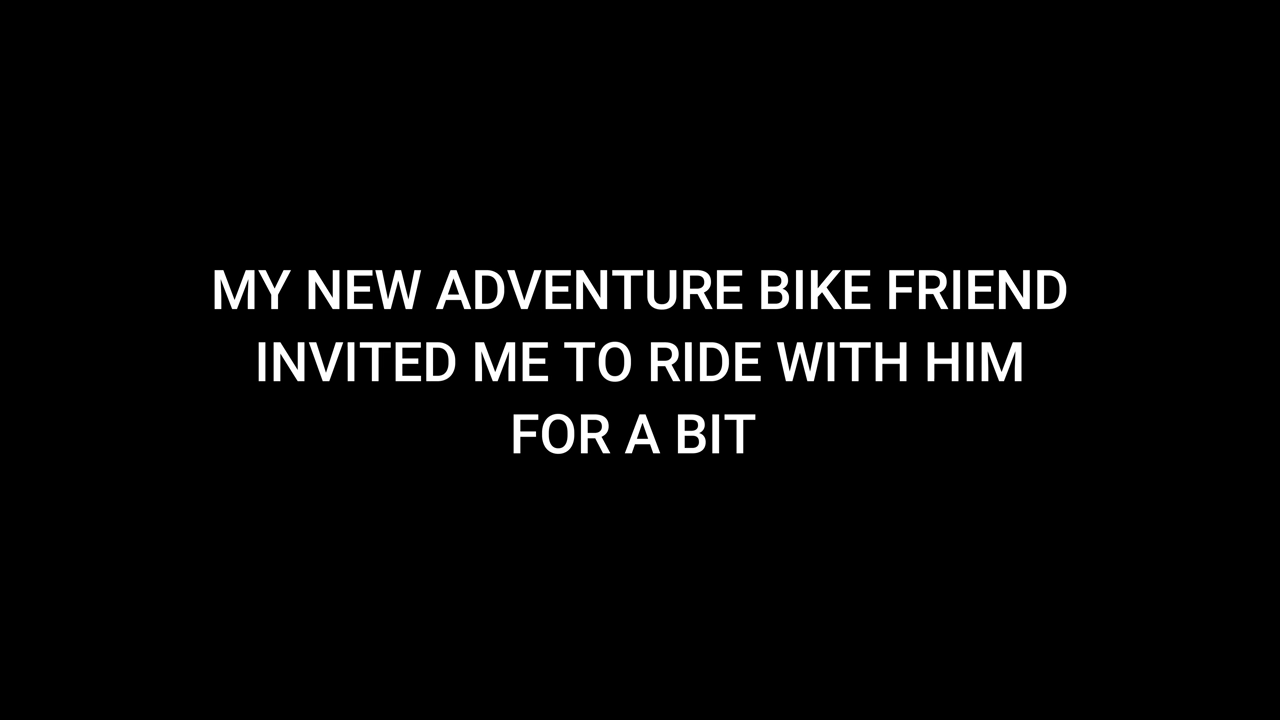 MY NEW ADVENTURE BIKE FRIEND
INVITED ME TO RIDE WITH HIM
FOR A BIT